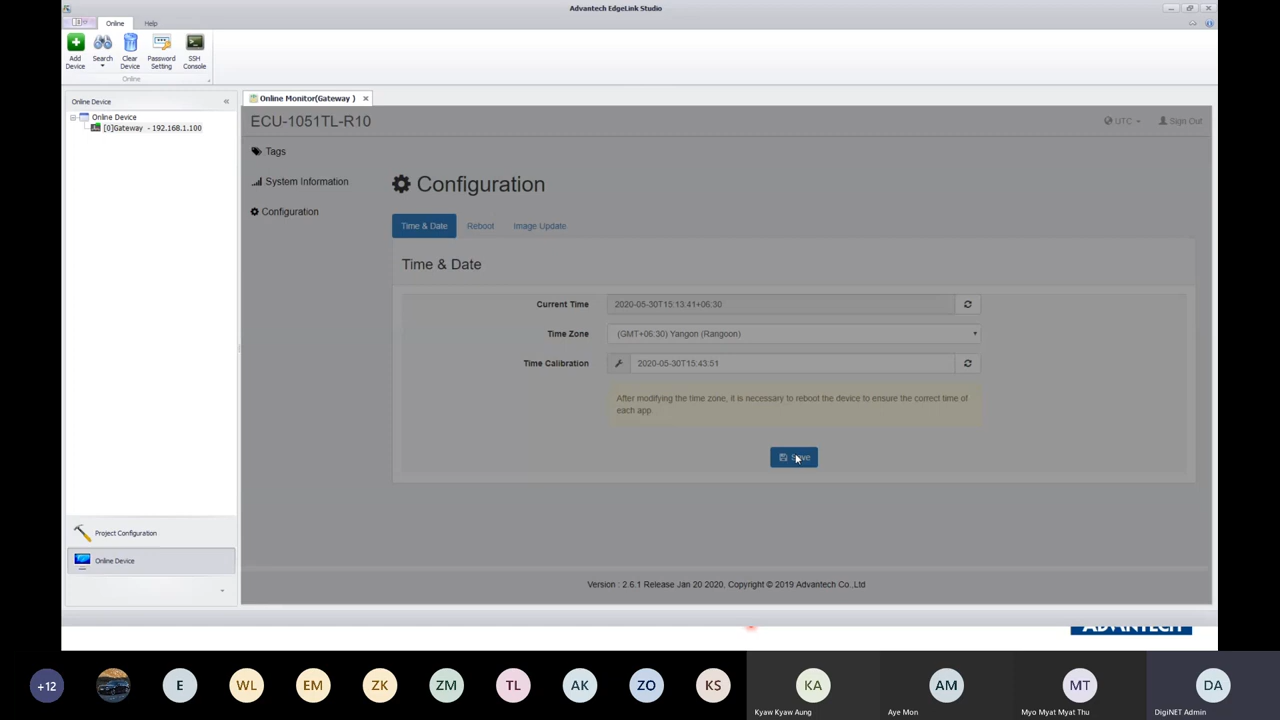 Advantech EdgeLink Studio
Online
Help
Add Device
Search
Clear Device
Password Setting
SSH Console
Online
Online Device
Online Monitor(Gateway )
Online Device
[0]Gateway - 192.168.1.100
ECU-1051TL-R10
UTC
Sign Out
Tags
System Information
Configuration
Configuration
Time & Date
Reboot
Image Update
Time & Date
Current Time
2020-05-30T15:13:41+06:30
Time Zone
(GMT+06:30) Yangon (Rangoon)
Time Calibration
2020-05-30T15:43:51
After modifying the time zone, it is necessary to reboot the device to ensure the correct time of
each app.
Save
Project Configuration
Online Device
Version : 2.6.1 Release Jan 20 2020, Copyright © 2019 Advantech Co.,Ltd
ADVANTECH
+12
E
WL
EM
ZK
ZM
TL
AK
ZO
KS
KA
AM
MT
DA
Kyaw Kyaw Aung
Aye Mon
Myo Myat Myat Thu
DigiNET Admin